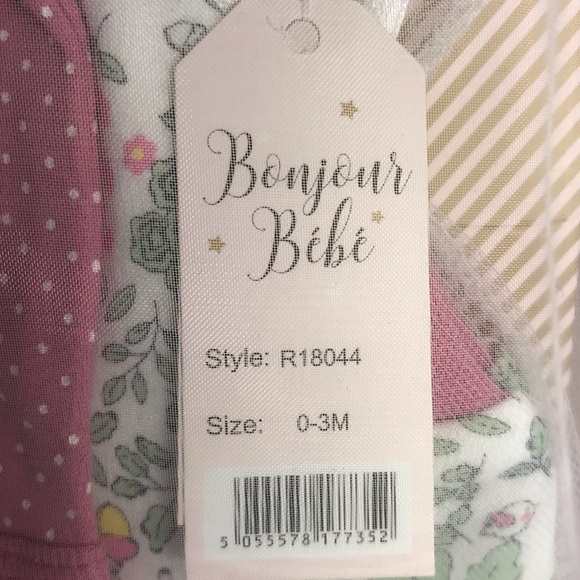 Bonjour
Bébé
Style: R18044
Size: 0-3M
5 055578 177352